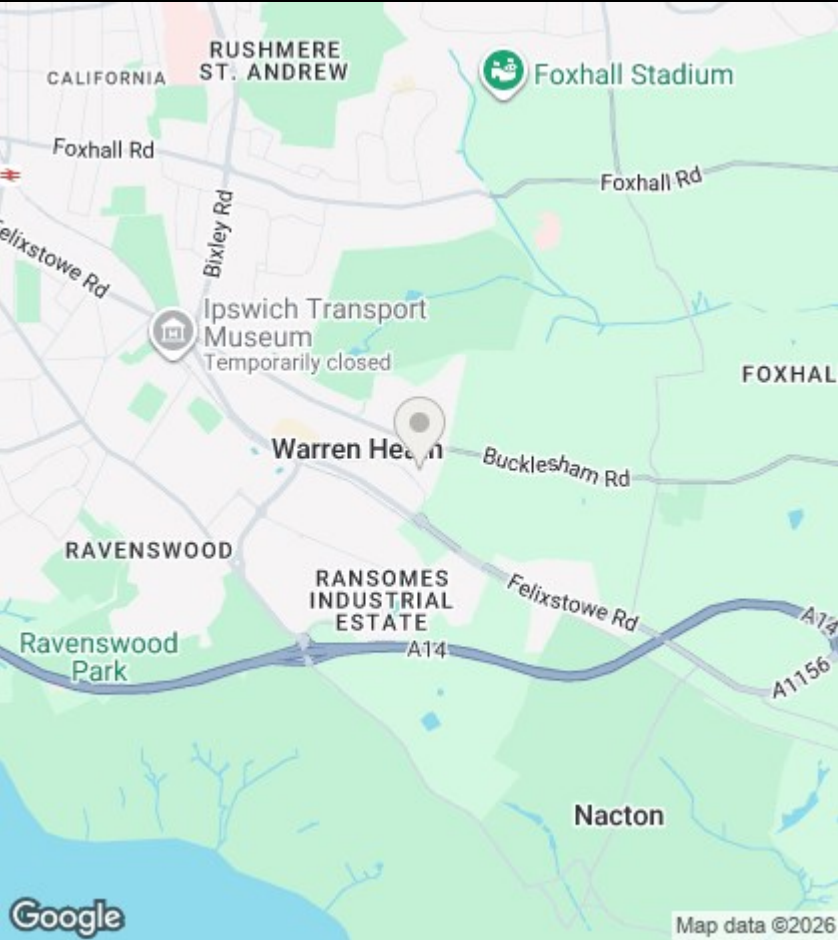 RUSHMERE
ST. ANDREW
CALIFORNIA
Foxhall Stadium
Foxhall Rd
Foxhall Rd
Bixley Rd
Felixstowe Rd
Ipswich Transport
Museum
Temporarily closed
FOXHAL
Warren Heath
Bucklesham Rd
RAVENSWOOD
RANSOMES
INDUSTRIAL
ESTATE
Felixstowe Rd
A14
A14
A1156
Ravenswood
Park
Nacton
Google
Map data ©2026